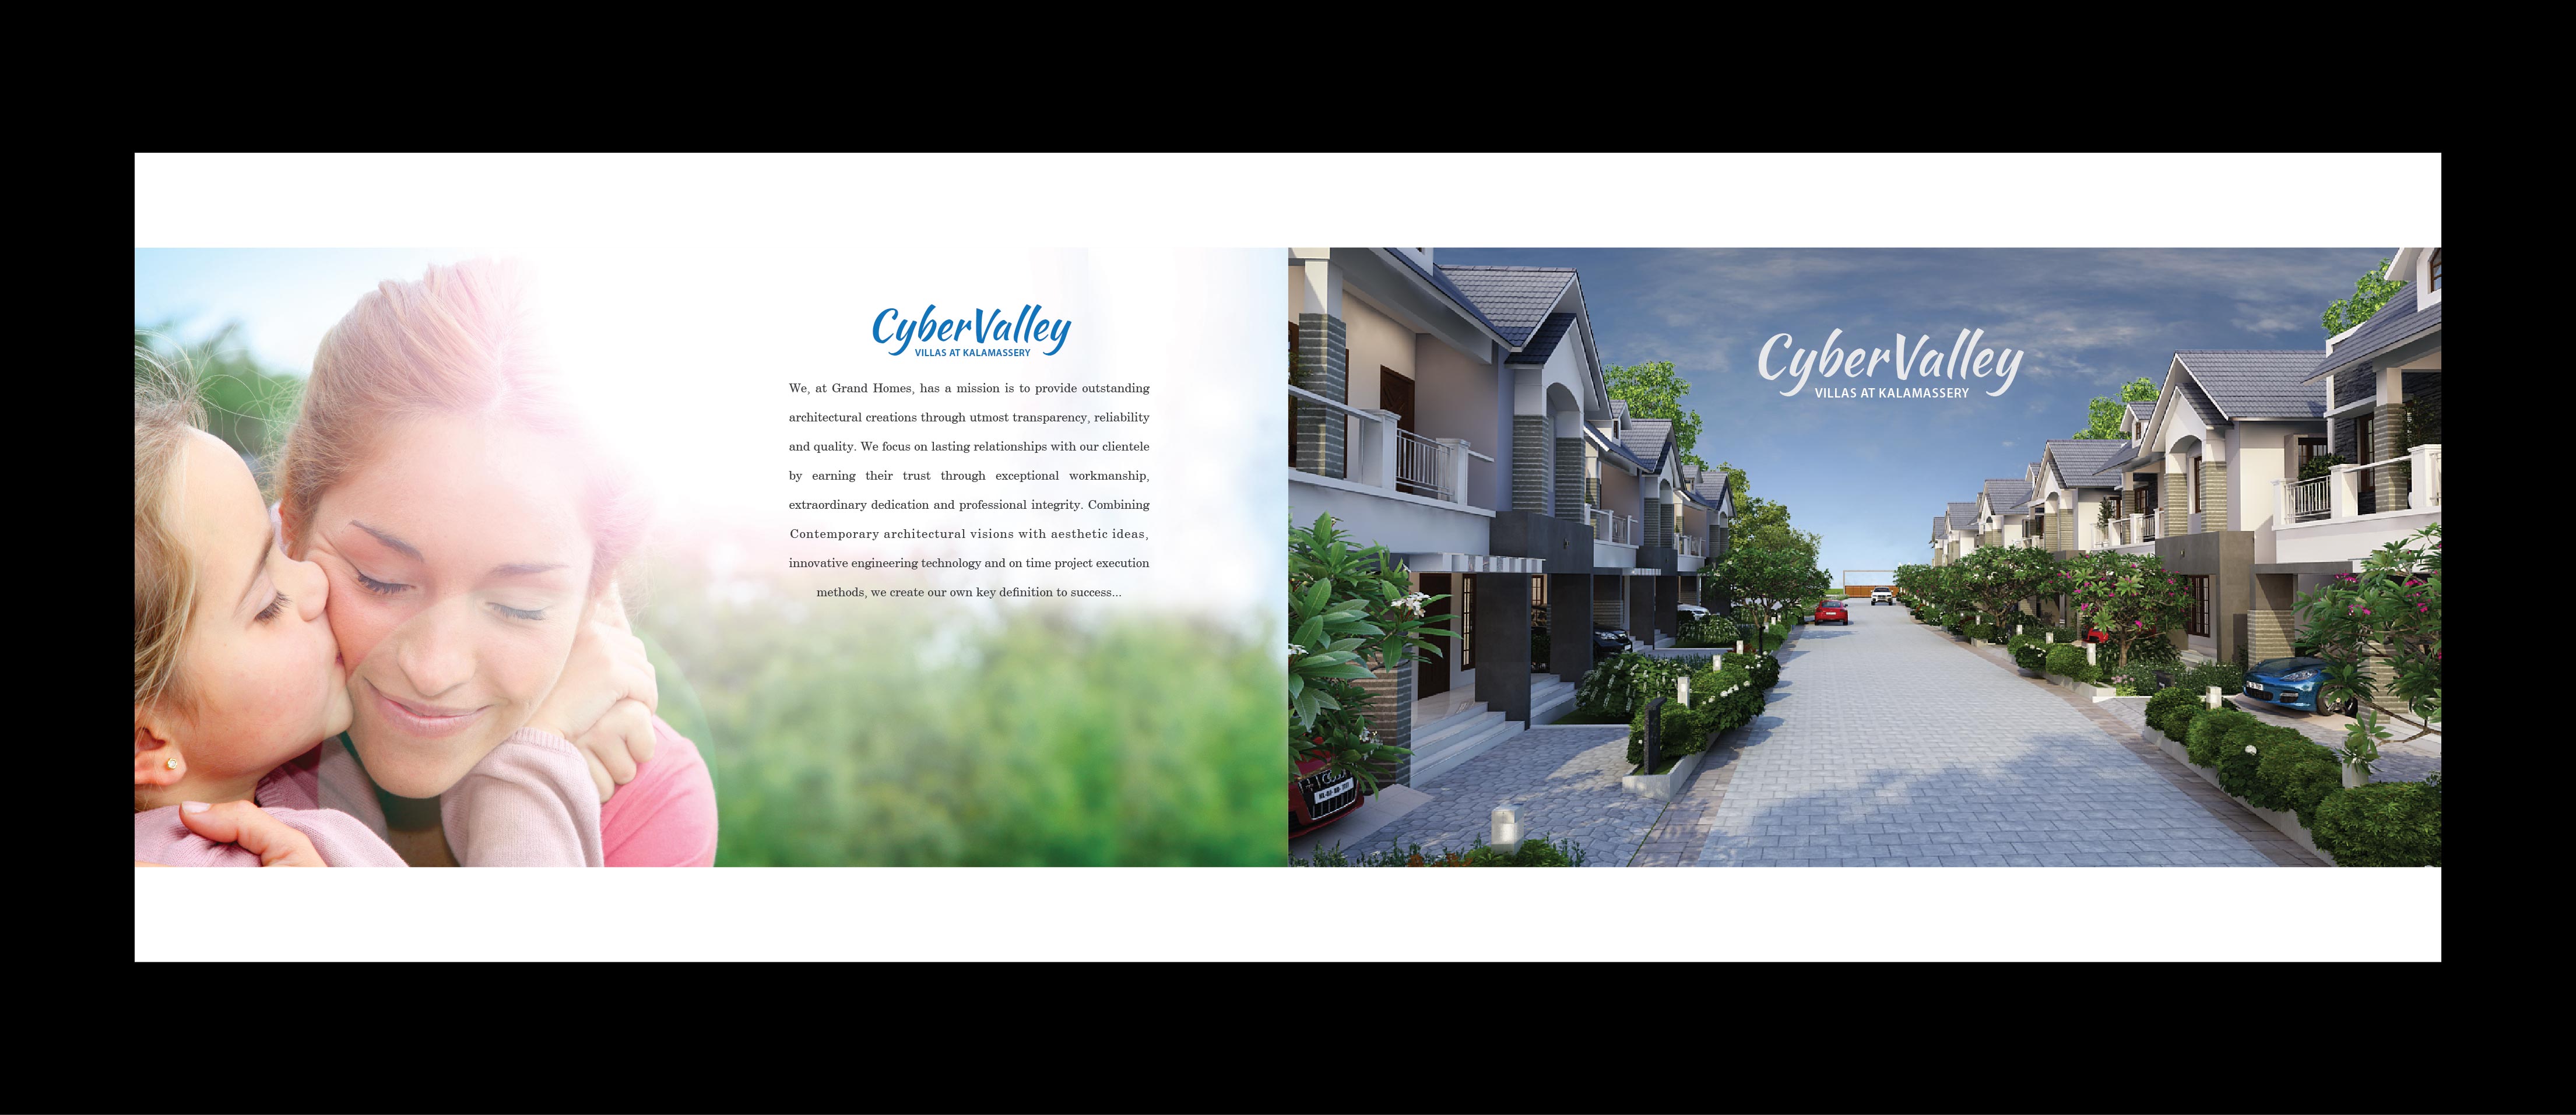 CyberValley
VILLAS AT KALAMASSERY
We, at Grand Homes, has a mission is to provide outstanding
architectural creations through utmost transparency, reliability
and quality. We focus on lasting relationships with our clientele
by earning their trust through exceptional workmanship,
extraordinary dedication and professional integrity. Combining
Contemporary architectural visions with aesthetic ideas,
innovative engineering technology and on time project execution
methods, we create our own key definition to success...
CyberValley
VILLAS AT KALAMASSERY